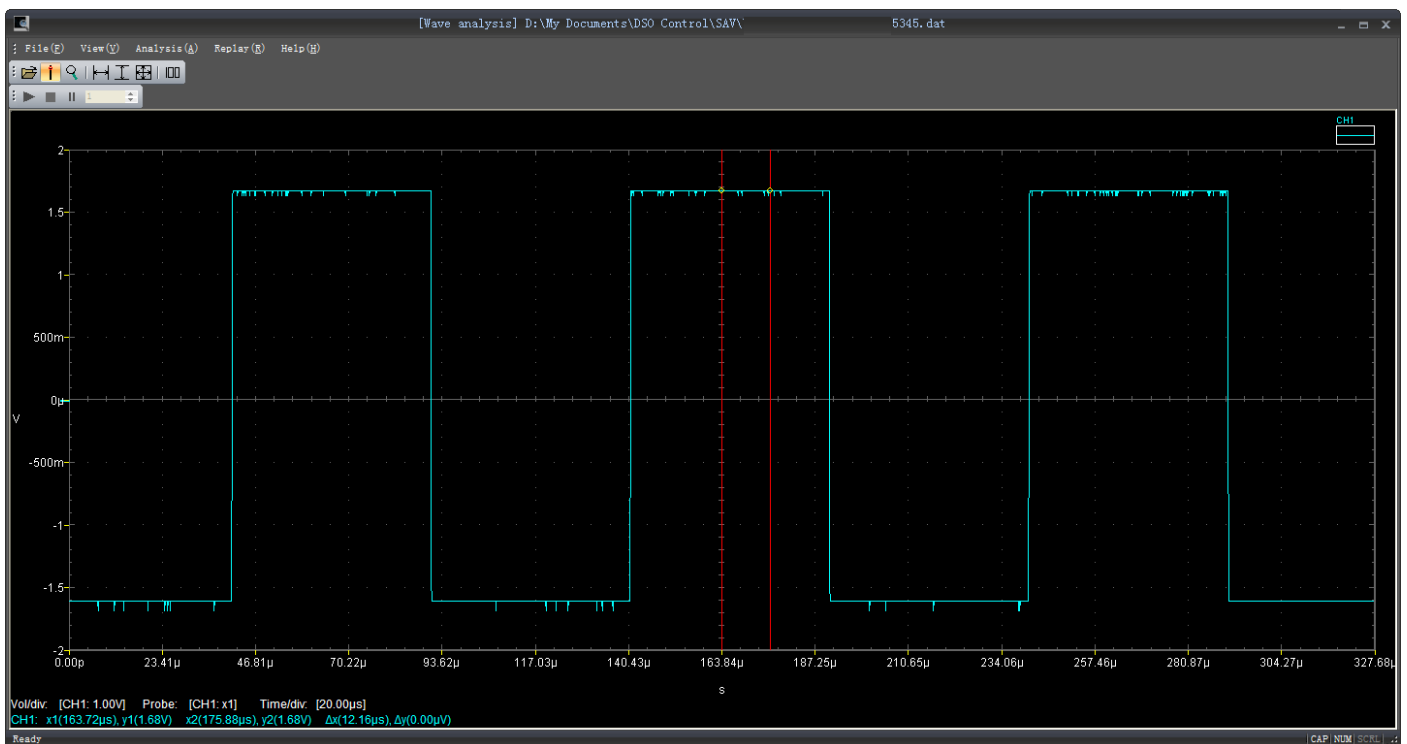 [Wave analysis] D:\My Documents\DSO Control\SAV\ 5345.dat
File(F) View(V) Analysis(A) Replay(R) Help(H)
1
CH1
2
1.5
1
500m
0µ
V
-500m
-1
-1.5
-2
0.00p 23.41µ 46.81µ 70.22µ 93.62µ 117.03µ 140.43µ 163.84µ 187.25µ 210.65µ 234.06µ 257.46µ 280.87µ 304.27µ 327.68µ
s
Vol/div: [CH1: 1.00V] Probe: [CH1: x1] Time/div: [20.00µs]
CH1: x1(163.72µs), y1(1.68V) x2(175.88µs), y2(1.68V) Δx(12.16µs), Δy(0.00µV)
Ready CAP NUM SCRL